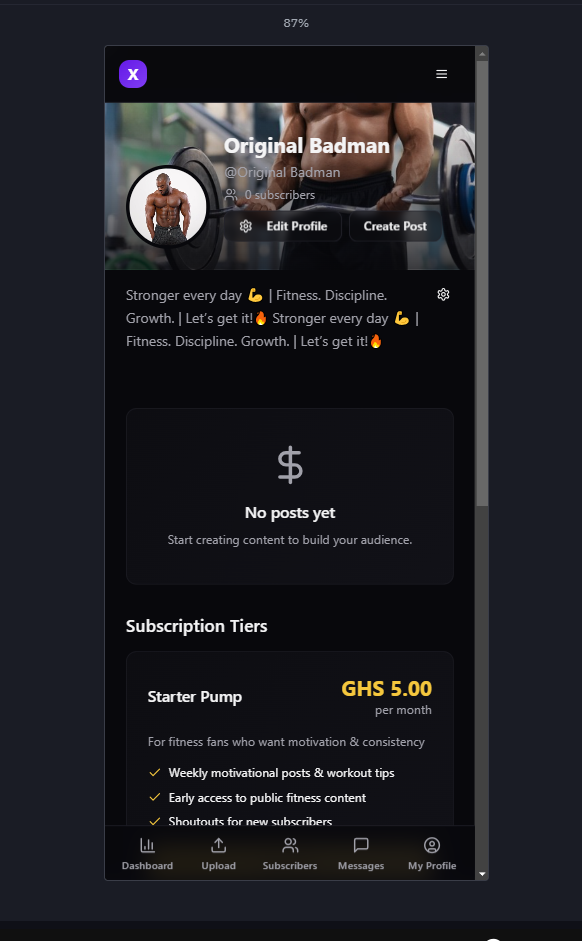 87%
X
Original Badman
@Original Badman
0 subscribers
Edit Profile
Create Post
Stronger every day 💪 | Fitness. Discipline.
Growth. | Let's get it!🔥 Stronger every day 💪 |
Fitness. Discipline. Growth. | Let's get it!🔥
No posts yet
Start creating content to build your audience.
Subscription Tiers
Starter Pump
GHS 5.00
per month
For fitness fans who want motivation & consistency
Weekly motivational posts & workout tips
Early access to public fitness content
Shoutouts for new subscribers
Dashboard
Upload
Subscribers
Messages
My Profile